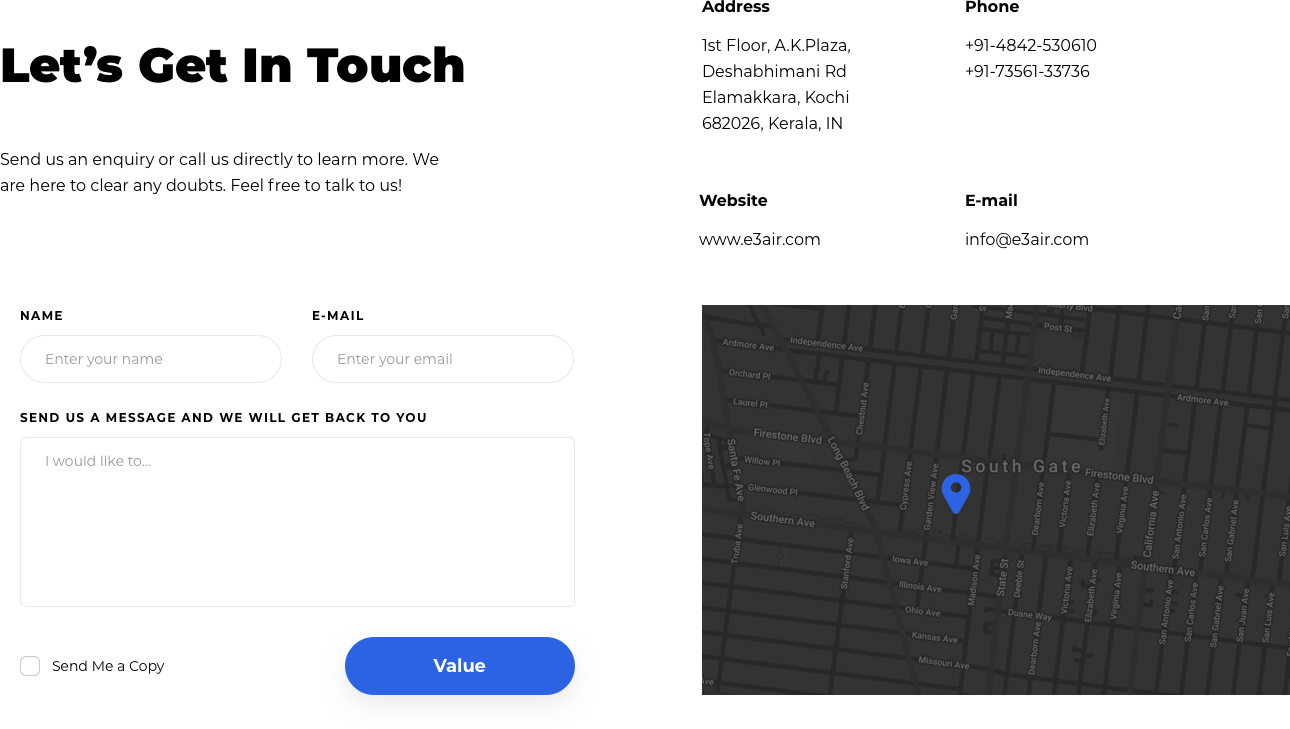 Let's Get In Touch
Send us an enquiry or call us directly to learn more. We
are here to clear any doubts. Feel free to talk to us!
Address
1st Floor, A.K.Plaza,
Deshabhimani Rd
Elamakkara, Kochi
682026, Kerala, IN
Phone
+91-4842-530610
+91-73561-33736
Website
www.e3air.com
E-mail
info@e3air.com
NAME
Enter your name
E-MAIL
Enter your email
SEND US A MESSAGE AND WE WILL GET BACK TO YOU
I would like to...
Send Me a Copy
Value
Post St
Ardmore Ave
Independence Ave
Independence Ave
Orchard Pl
Ardmore Ave
Laurel Pl
Chestnut Ave
Elizabeth Ave
Firestone Blvd
Tope Ave
Santa Fe Ave
Long Beach Blvd
Willow Pl
South Gate
Firestone Blvd
Cypress Ave
Garden View Ave
Glenwood Pl
Dearborn Ave
Victoria Ave
Elizabeth Ave
Virginia Ave
California Ave
San Antonio Ave
San Carlos Ave
San Gabriel Ave
San Luis Ave
Southern Ave
Truba Ave
Stanford Ave
Iowa Ave
Madison Ave
State St
Deeble St
Southern Ave
Illinois Ave
Victoria Ave
Elizabeth Ave
Virginia Ave
San Antonio Ave
San Carlos Ave
San Gabriel Ave
San Juan Ave
San Luis Ave
Ohio Ave
Duane Way
Kansas Ave
Dearborn Ave
Missouri Ave